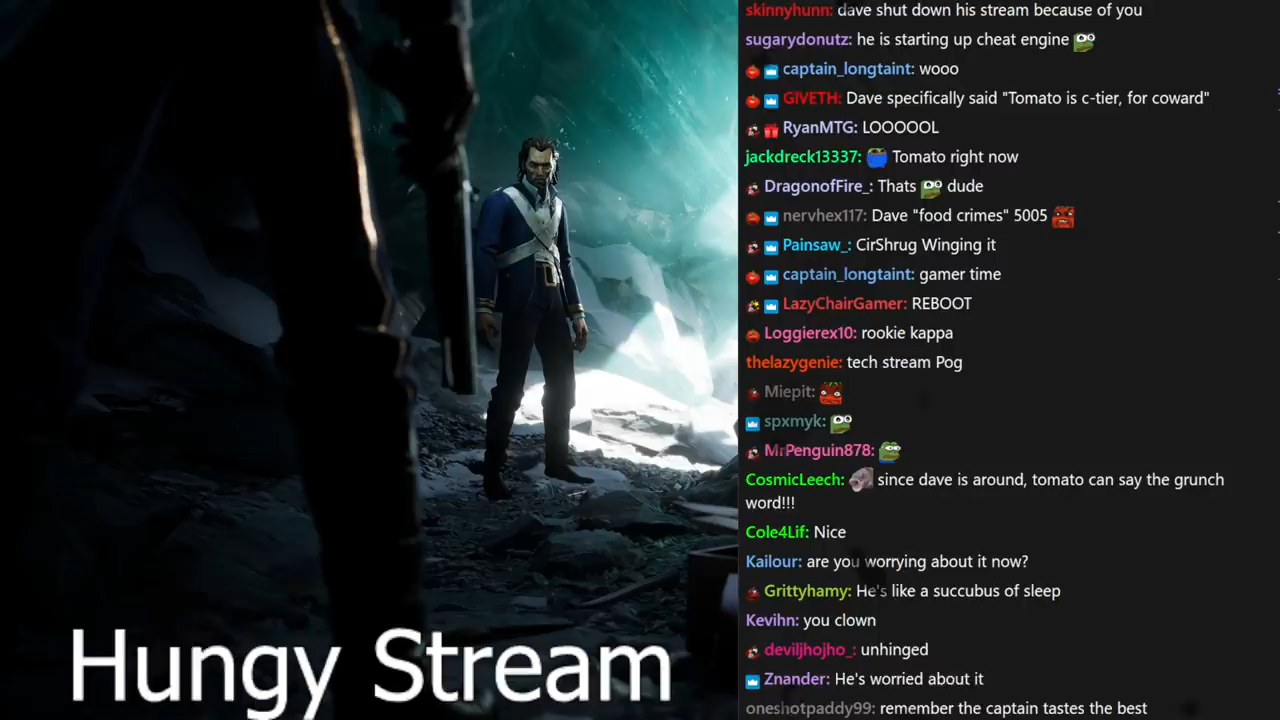 skinnyhunn: dave shut down his stream because of you
sugarydonutz: he is starting up cheat engine
captain_longtaint: wooo
GIVETH: Dave specifically said "Tomato is c-tier, for coward"
RyanMTG: LOOOOOL
jackdreck13337: Tomato right now
DragonofFire_: Thats dude
nervhex117: Dave "food crimes" 5005
Painsaw_: CirShrug Winging it
captain_longtaint: gamer time
LazyChairGamer: REBOOT
Loggierex10: rookie kappa
thelazygenie: tech stream Pog
Miepit:
spxmyk:
MrPenguin878:
CosmicLeech: since dave is around, tomato can say the grunch
word!!!
Cole4Lif: Nice
Kailour: are you worrying about it now?
Grittyhamy: He's like a succubus of sleep
Kevihn: you clown
deviljhojho_: unhinged
Znander: He's worried about it
oneshotpaddy99: remember the captain tastes the best
Hungy Stream